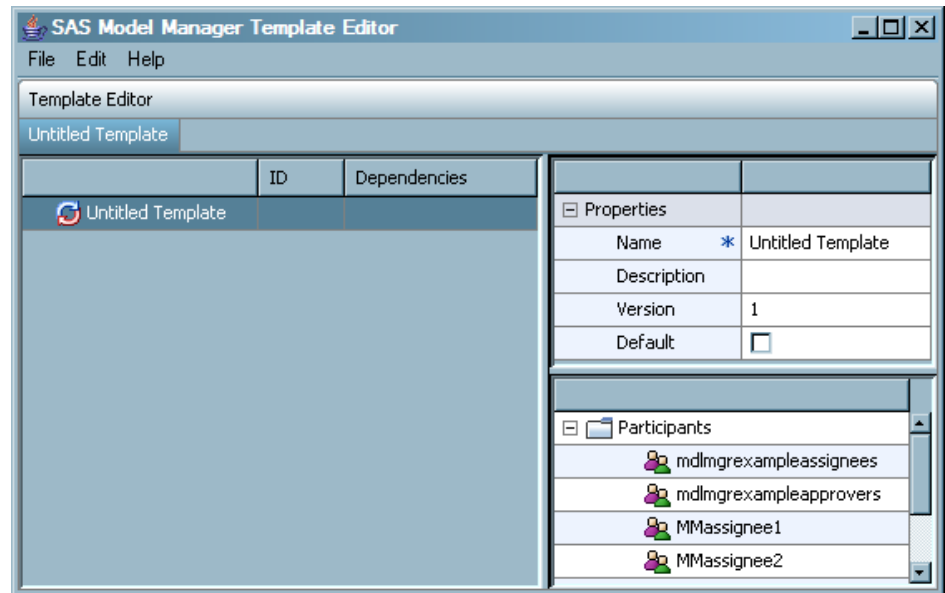 SAS Model Manager Template Editor
File Edit Help
Template Editor
Untitled Template
ID Dependencies
Untitled Template
Properties
Name * Untitled Template
Description
Version 1
Default
Participants
mdlmgrexampleassignees
mdlmgrexampleapprovers
MMassignee1
MMassignee2